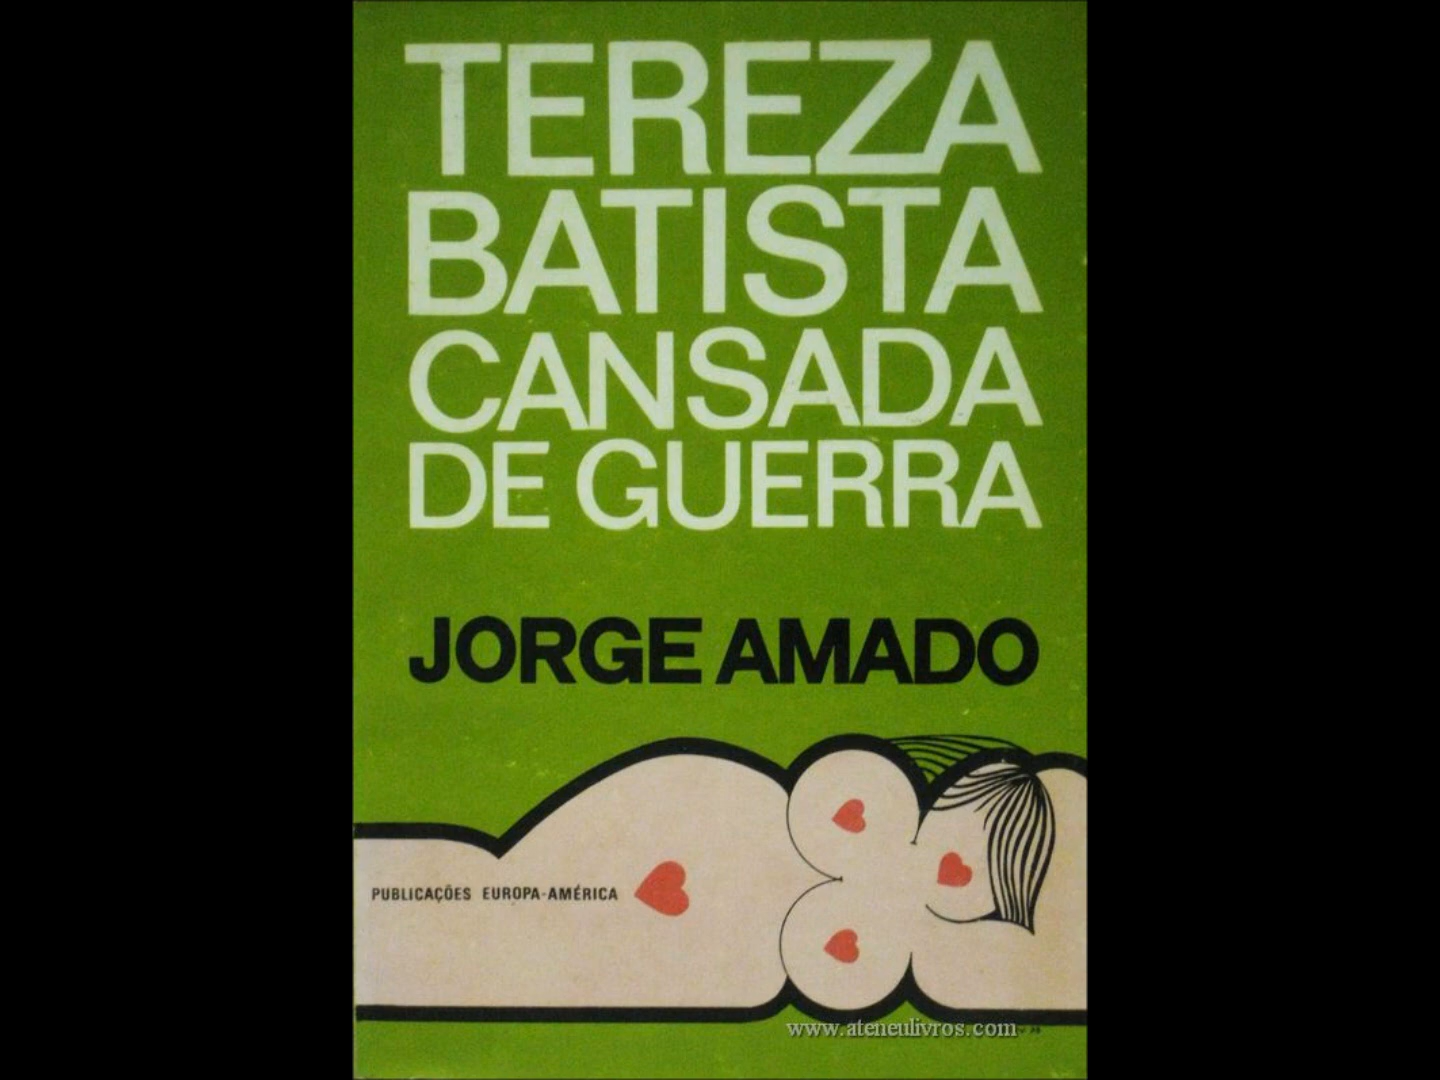 TEREZA
BATISTA
CANSADA
DE GUERRA
JORGE AMADO
PUBLICAÇÕES EUROPA-AMÉRICA
www.ateneulivros.com